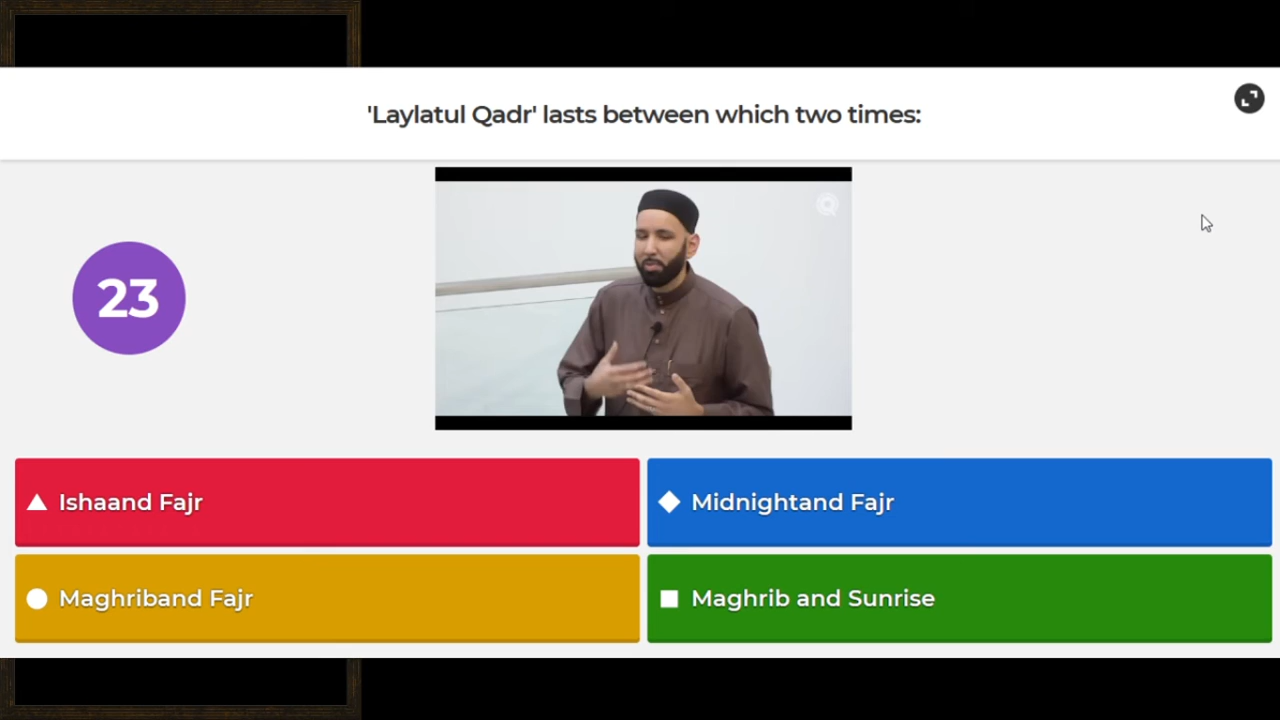 'Laylatul Qadr' lasts between which two times:
23
Ishaand Fajr
Midnightand Fajr
Maghriband Fajr
Maghrib and Sunrise